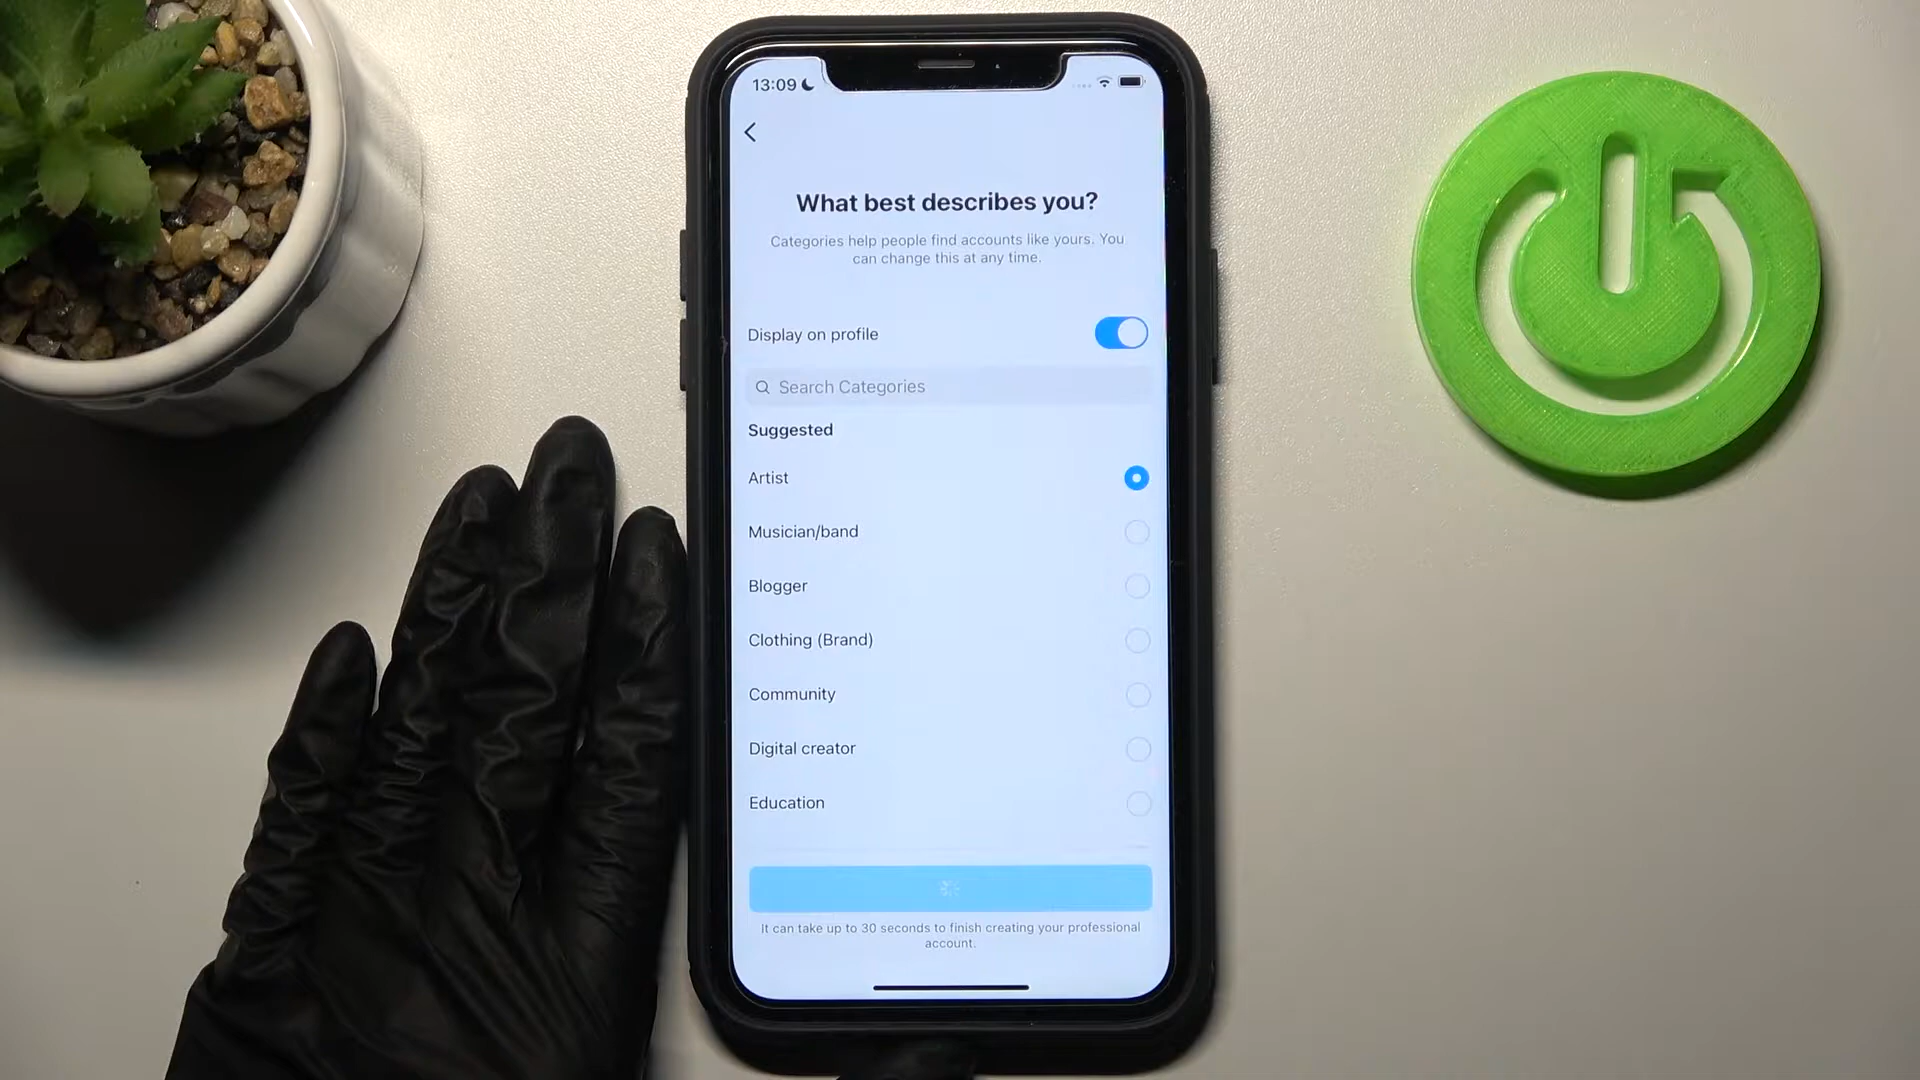 13:09
What best describes you?
Categories help people find accounts like yours. You
can change this at any time.
Display on profile
Search Categories
Suggested
Artist
Musician/band
Blogger
Clothing (Brand)
Community
Digital creator
Education
It can take up to 30 seconds to finish creating your professional
account.